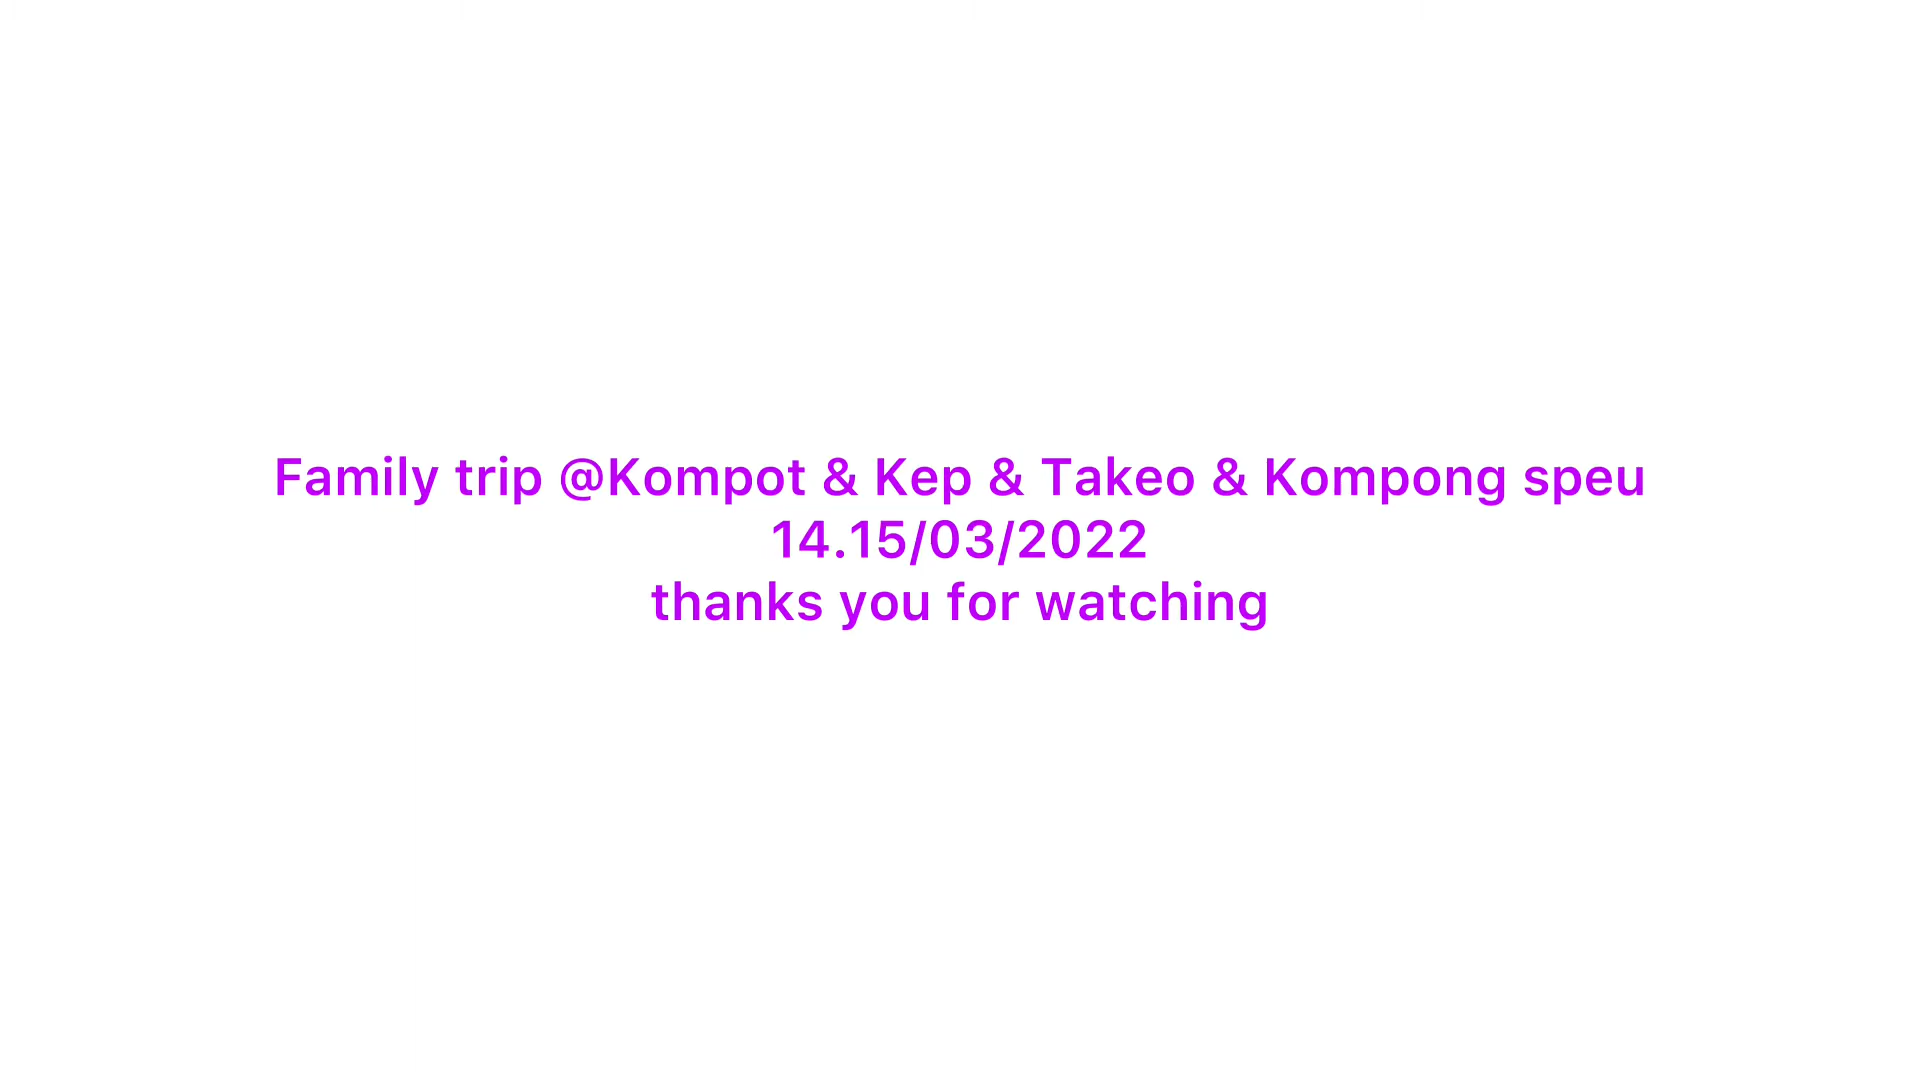 Family trip @Kompot & Kep & Takeo & Kompong speu
14.15/03/2022
thanks you for watching